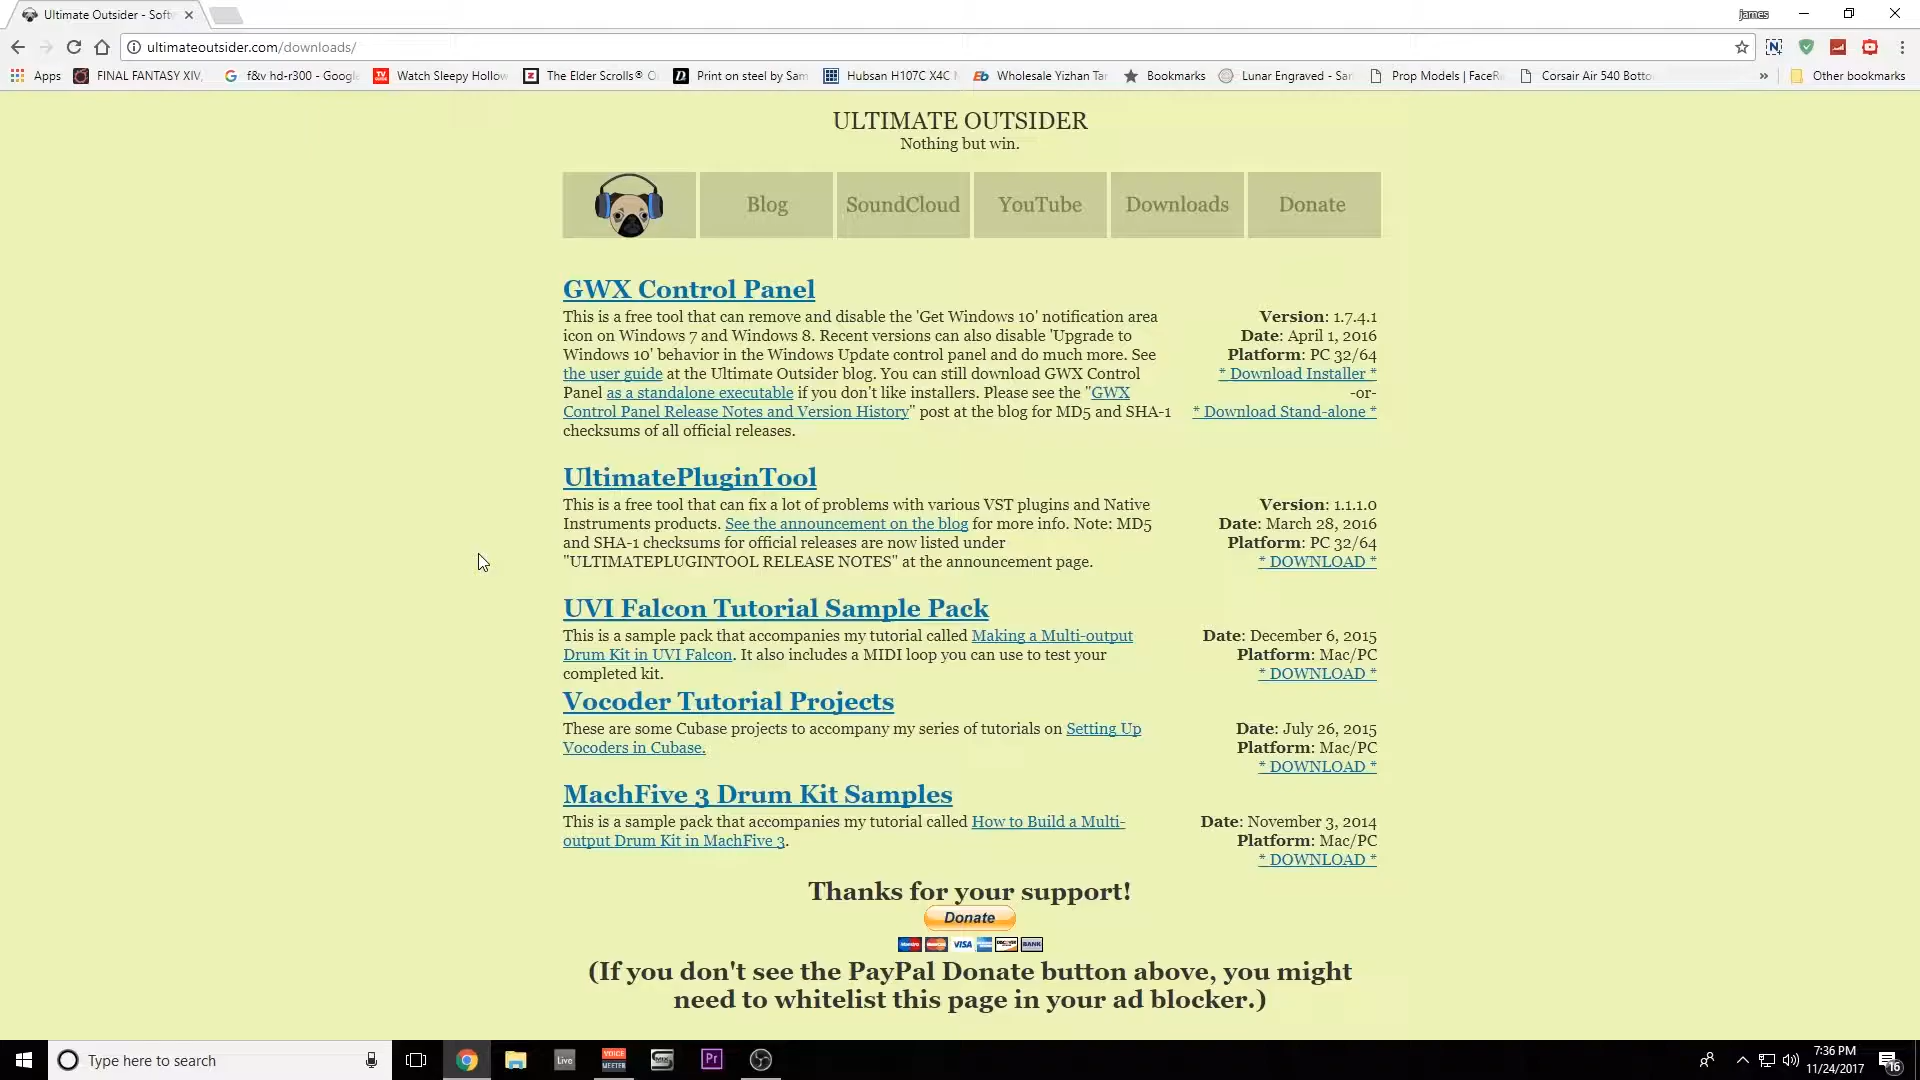 Ultimate Outsider - Softw
james
ultimateoutsider.com/downloads/
Apps
FINAL FANTASY XIV,
f&v hd-r300 - Google
Watch Sleepy Hollow
The Elder Scrolls® O
Print on steel by Sam
Hubsan H107C X4C
Wholesale Yizhan Tar
Bookmarks
Lunar Engraved - Sar
Prop Models | FaceR
Corsair Air 540 Botto
» Other bookmarks
ULTIMATE OUTSIDER
Nothing but win.
Blog
SoundCloud
YouTube
Downloads
Donate
GWX Control Panel
This is a free tool that can remove and disable the 'Get Windows 10' notification area
icon on Windows 7 and Windows 8. Recent versions can also disable 'Upgrade to
Windows 10' behavior in the Windows Update control panel and do much more. See
the user guide at the Ultimate Outsider blog. You can still download GWX Control
Panel as a standalone executable if you don't like installers. Please see the "GWX
Control Panel Release Notes and Version History" post at the blog for MD5 and SHA-1
checksums of all official releases.
Version: 1.7.4.1
Date: April 1, 2016
Platform: PC 32/64
* Download Installer *
-or-
* Download Stand-alone *
UltimatePluginTool
This is a free tool that can fix a lot of problems with various VST plugins and Native
Instruments products. See the announcement on the blog for more info. Note: MD5
and SHA-1 checksums for official releases are now listed under
"ULTIMATEPLUGINTOOL RELEASE NOTES" at the announcement page.
Version: 1.1.1.0
Date: March 28, 2016
Platform: PC 32/64
* DOWNLOAD *
UVI Falcon Tutorial Sample Pack
This is a sample pack that accompanies my tutorial called Making a Multi-output
Drum Kit in UVI Falcon. It also includes a MIDI loop you can use to test your
completed kit.
Date: December 6, 2015
Platform: Mac/PC
* DOWNLOAD *
Vocoder Tutorial Projects
These are some Cubase projects to accompany my series of tutorials on Setting Up
Vocoders in Cubase.
Date: July 26, 2015
Platform: Mac/PC
* DOWNLOAD *
MachFive 3 Drum Kit Samples
This is a sample pack that accompanies my tutorial called How to Build a Multi-
output Drum Kit in MachFive 3.
Date: November 3, 2014
Platform: Mac/PC
* DOWNLOAD *
Thanks for your support!
Donate
VISA
BANK
(If you don't see the PayPal Donate button above, you might
need to whitelist this page in your ad blocker.)
Type here to search
Live
VOICE
MEETER
Pr
7:36 PM
11/24/2017
16